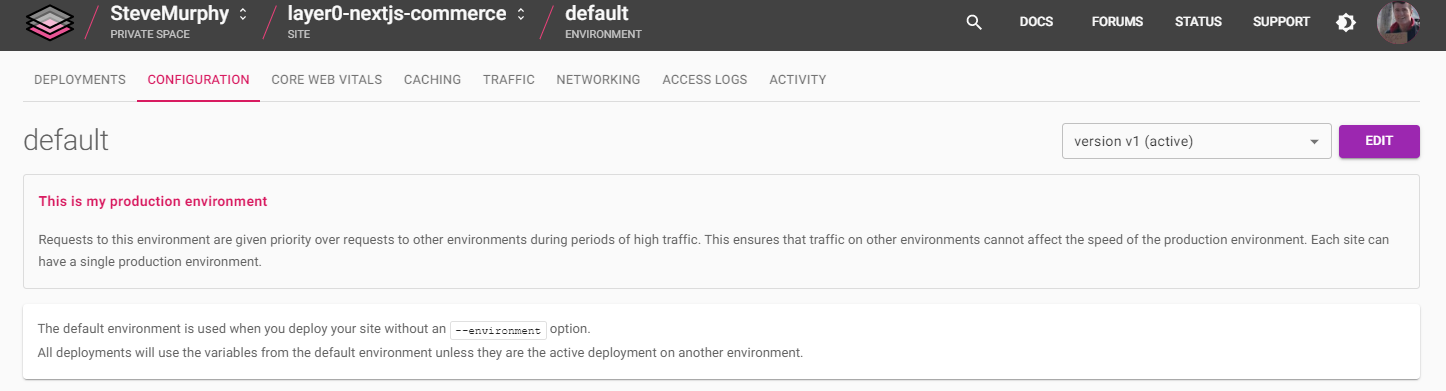 SteveMurphy
PRIVATE SPACE
layer0-nextjs-commerce
SITE
default
ENVIRONMENT
DOCS
FORUMS
STATUS
SUPPORT
DEPLOYMENTS
CONFIGURATION
CORE WEB VITALS
CACHING
TRAFFIC
NETWORKING
ACCESS LOGS
ACTIVITY
default
version v1 (active)
EDIT
This is my production environment
Requests to this environment are given priority over requests to other environments during periods of high traffic. This ensures that traffic on other environments cannot affect the speed of the production environment. Each site can
have a single production environment.
The default environment is used when you deploy your site without an --environment option.
All deployments will use the variables from the default environment unless they are the active deployment on another environment.